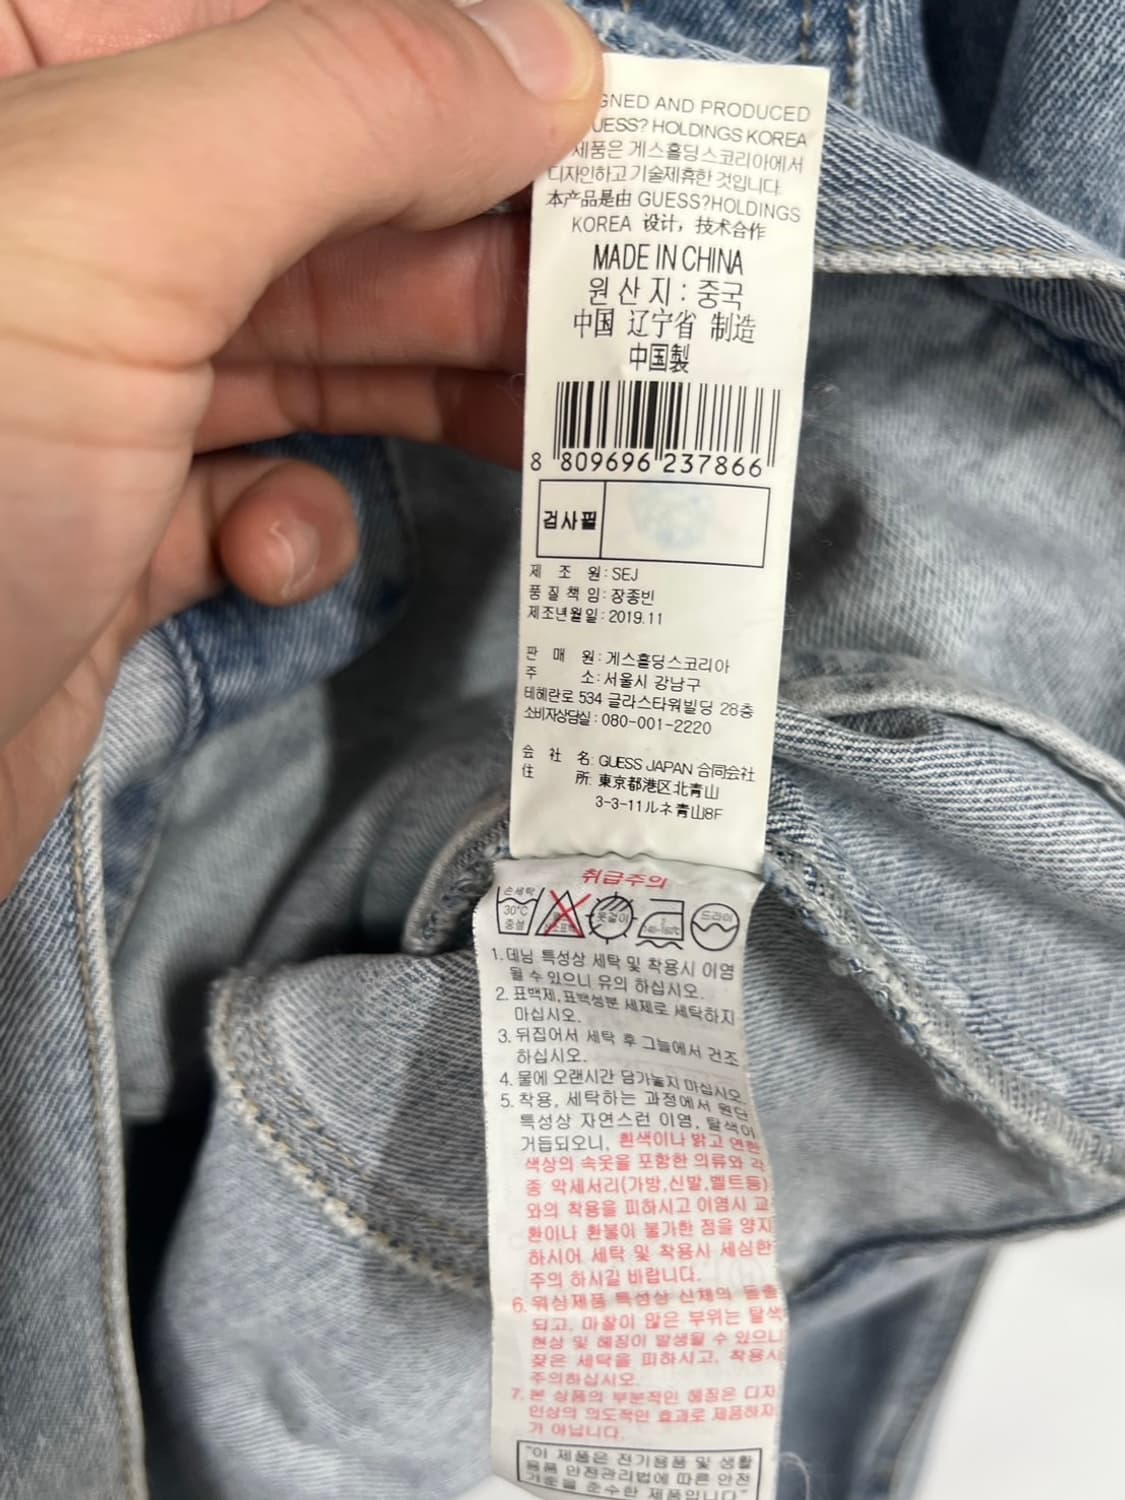 GNED AND PRODUCED
UESS? HOLDINGS KOREA
제품은 게스홀딩스코리아에서
디자인하고 기술제휴한 것입니다.
本产品是由 GUESS?HOLDINGS
KOREA 设计，技术合作
MADE IN CHINA
원산지 : 중국
中国 辽宁省 制造
中国製
8 809696 237866
검사필
제 조 원 : SEJ
품질책임 : 장종빈
제조년월일 : 2019.11
판 매 원 : 게스홀딩스코리아
주 소 : 서울시 강남구
테헤란로 534 글라스타워빌딩 28층
소비자상담실 : 080-001-2220
会 社 名: GUESS JAPAN 合同会社
住 所: 東京都港区北青山
3-3-11ルネ青山8F
취급주의
손세탁
30°C
중성
옷걸이
140~160℃
드라이
1. 데님 특성상 세탁 및 착용시 이염
될 수 있으니 유의 하십시오.
2. 표백제,표백성분 세제로 세탁하지
마십시오.
3. 뒤집어서 세탁 후 그늘에서 건조
하십시오.
4. 물에 오랜시간 담가놓지 마십시오.
5. 착용, 세탁하는 과정에서 원단
특성상 자연스런 이염, 탈색이
거듭되오니, 흰색이나 밝고 연한
색상의 속옷을 포함한 의류와 각
종 악세서리(가방,신발,벨트등)
와의 착용을 피하시고 이염시 교
환이나 환불이 불가한 점을 양지
하시어 세탁 및 착용시 세심한
주의 하시길 바랍니다.
6. 워싱제품 특성상 신체의 돌출
되고, 마찰이 많은 부위는 탈색
현상 및 헤짐이 발생될 수 있으니
잦은 세탁을 피하시고, 착용시
주의하십시오.
7. 본 상품의 부분적인 헤짐은 디자
인상의 의도적인 효과로 제품하자
가 아닙니다.
"이 제품은 전기용품 및 생활
용품 안전관리법에 따른 안전
기준을 준수한 제품입니다"